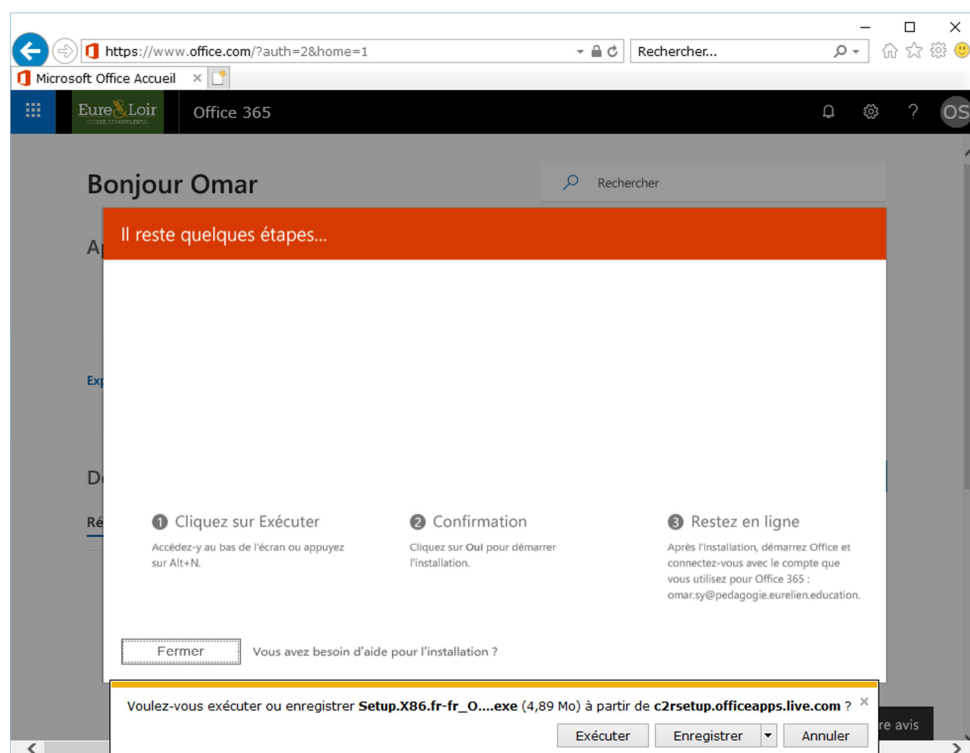 https://www.office.com/?auth=2&home=1
Rechercher...
Microsoft Office Accueil
Eure Loir
Office 365
?
OS
Bonjour Omar
Rechercher
Il reste quelques étapes...
Exp
Ré
1 Cliquez sur Exécuter
Accédez-y au bas de l'écran ou appuyez
sur Alt+N.
2 Confirmation
Cliquez sur Oui pour démarrer
l'installation.
3 Restez en ligne
Après l'installation, démarrez Office et
connectez-vous avec le compte que
vous utilisez pour Office 365 :
omar.sy@pedagogie.eurelien.education.
Fermer
Vous avez besoin d'aide pour l'installation ?
Voulez-vous exécuter ou enregistrer Setup.X86.fr-fr_O....exe (4,89 Mo) à partir de c2rsetup.officeapps.live.com ?
re avis
Exécuter
Enregistrer
Annuler